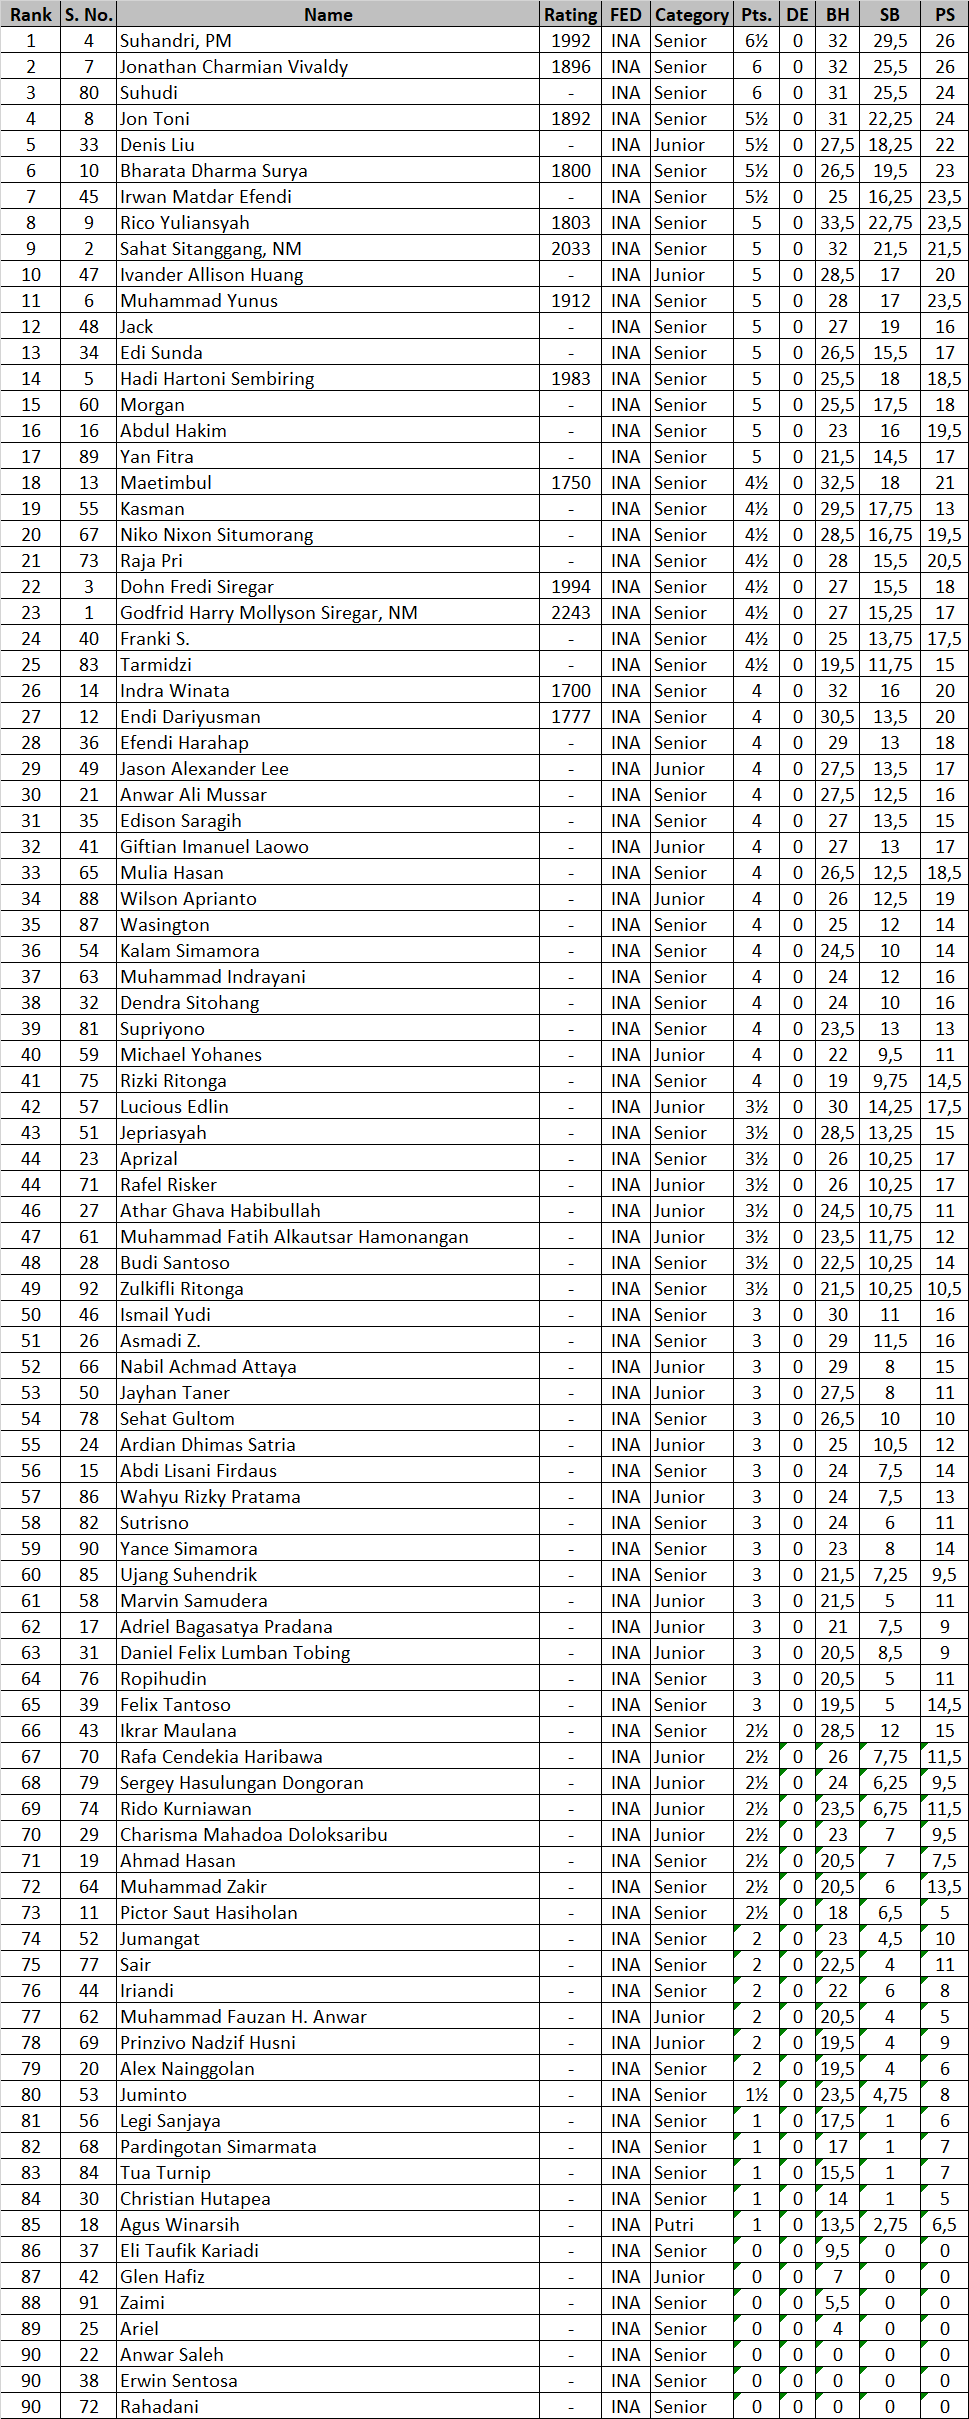 Rank S. No. Name Rating FED Category Pts. DE BH SB PS
1 4 Suhandri, PM 1992 INA Senior 6½ 0 32 29,5 26
2 7 Jonathan Charmian Vivaldy 1896 INA Senior 6 0 32 25,5 26
3 80 Suhudi - INA Senior 6 0 31 25,5 24
4 8 Jon Toni 1892 INA Senior 5½ 0 31 22,25 24
5 33 Denis Liu - INA Junior 5½ 0 27,5 18,25 22
6 10 Bharata Dharma Surya 1800 INA Senior 5½ 0 26,5 19,5 23
7 45 Irwan Matdar Efendi - INA Senior 5½ 0 25 16,25 23,5
8 9 Rico Yuliansyah 1803 INA Senior 5 0 33,5 22,75 23,5
9 2 Sahat Sitanggang, NM 2033 INA Senior 5 0 32 21,5 21,5
10 47 Ivander Allison Huang - INA Junior 5 0 28,5 17 20
11 6 Muhammad Yunus 1912 INA Senior 5 0 28 17 23,5
12 48 Jack - INA Senior 5 0 27 19 16
13 34 Edi Sunda - INA Senior 5 0 26,5 15,5 17
14 5 Hadi Hartoni Sembiring 1983 INA Senior 5 0 25,5 18 18,5
15 60 Morgan - INA Senior 5 0 25,5 17,5 18
16 16 Abdul Hakim - INA Senior 5 0 23 16 19,5
17 89 Yan Fitra - INA Senior 5 0 21,5 14,5 17
18 13 Maetimbul 1750 INA Senior 4½ 0 32,5 18 21
19 55 Kasman - INA Senior 4½ 0 29,5 17,75 13
20 67 Niko Nixon Situmorang - INA Senior 4½ 0 28,5 16,75 19,5
21 73 Raja Pri - INA Senior 4½ 0 28 15,5 20,5
22 3 Dohn Fredi Siregar 1994 INA Senior 4½ 0 27 15,5 18
23 1 Godfrid Harry Mollyson Siregar, NM 2243 INA Senior 4½ 0 27 15,25 17
24 40 Franki S. - INA Senior 4½ 0 25 13,75 17,5
25 83 Tarmidzi - INA Senior 4½ 0 19,5 11,75 15
26 14 Indra Winata 1700 INA Senior 4 0 32 16 20
27 12 Endi Dariyusman 1777 INA Senior 4 0 30,5 13,5 20
28 36 Efendi Harahap - INA Senior 4 0 29 13 18
29 49 Jason Alexander Lee - INA Junior 4 0 27,5 13,5 17
30 21 Anwar Ali Mussar - INA Senior 4 0 27,5 12,5 16
31 35 Edison Saragih - INA Senior 4 0 27 13,5 15
32 41 Giftian Imanuel Laowo - INA Junior 4 0 27 13 17
33 65 Mulia Hasan - INA Senior 4 0 26,5 12,5 18,5
34 88 Wilson Aprianto - INA Junior 4 0 26 12,5 19
35 87 Wasington - INA Senior 4 0 25 12 14
36 54 Kalam Simamora - INA Senior 4 0 24,5 10 14
37 63 Muhammad Indrayani - INA Senior 4 0 24 12 16
38 32 Dendra Sitohang - INA Senior 4 0 24 10 16
39 81 Supriyono - INA Senior 4 0 23,5 13 13
40 59 Michael Yohanes - INA Junior 4 0 22 9,5 11
41 75 Rizki Ritonga - INA Senior 4 0 19 9,75 14,5
42 57 Lucious Edlin - INA Junior 3½ 0 30 14,25 17,5
43 51 Jepriasyah - INA Senior 3½ 0 28,5 13,25 15
44 23 Aprizal - INA Senior 3½ 0 26 10,25 17
44 71 Rafel Risker - INA Junior 3½ 0 26 10,25 17
46 27 Athar Ghava Habibullah - INA Junior 3½ 0 24,5 10,75 11
47 61 Muhammad Fatih Alkautsar Hamonangan - INA Junior 3½ 0 23,5 11,75 12
48 28 Budi Santoso - INA Senior 3½ 0 22,5 10,25 14
49 92 Zulkifli Ritonga - INA Senior 3½ 0 21,5 10,25 10,5
50 46 Ismail Yudi - INA Senior 3 0 30 11 16
51 26 Asmadi Z. - INA Senior 3 0 29 11,5 16
52 66 Nabil Achmad Attaya - INA Junior 3 0 29 8 15
53 50 Jayhan Taner - INA Junior 3 0 27,5 8 11
54 78 Sehat Gultom - INA Senior 3 0 26,5 10 10
55 24 Ardian Dhimas Satria - INA Junior 3 0 25 10,5 12
56 15 Abdi Lisani Firdaus - INA Senior 3 0 24 7,5 14
57 86 Wahyu Rizky Pratama - INA Junior 3 0 24 7,5 13
58 82 Sutrisno - INA Senior 3 0 24 6 11
59 90 Yance Simamora - INA Senior 3 0 23 8 14
60 85 Ujang Suhendrik - INA Senior 3 0 21,5 7,25 9,5
61 58 Marvin Samudera - INA Junior 3 0 21,5 5 11
62 17 Adriel Bagasatya Pradana - INA Junior 3 0 21 7,5 9
63 31 Daniel Felix Lumban Tobing - INA Junior 3 0 20,5 8,5 9
64 76 Ropihudin - INA Senior 3 0 20,5 5 11
65 39 Felix Tantoso - INA Senior 3 0 19,5 5 14,5
66 43 Ikrar Maulana - INA Senior 2½ 0 28,5 12 15
67 70 Rafa Cendekia Haribawa - INA Junior 2½ 0 26 7,75 11,5
68 79 Sergey Hasulungan Dongoran - INA Junior 2½ 0 24 6,25 9,5
69 74 Rido Kurniawan - INA Junior 2½ 0 23,5 6,75 11,5
70 29 Charisma Mahadoa Doloksaribu - INA Junior 2½ 0 23 7 9,5
71 19 Ahmad Hasan - INA Senior 2½ 0 20,5 7 7,5
72 64 Muhammad Zakir - INA Senior 2½ 0 20,5 6 13,5
73 11 Pictor Saut Hasiholan - INA Senior 2½ 0 18 6,5 5
74 52 Jumangat - INA Senior 2 0 23 4,5 10
75 77 Sair - INA Senior 2 0 22,5 4 11
76 44 Iriandi - INA Senior 2 0 22 6 8
77 62 Muhammad Fauzan H. Anwar - INA Junior 2 0 20,5 4 5
78 69 Prinzivo Nadzif Husni - INA Junior 2 0 19,5 4 9
79 20 Alex Nainggolan - INA Senior 2 0 19,5 4 6
80 53 Juminto - INA Senior 1½ 0 23,5 4,75 8
81 56 Legi Sanjaya - INA Senior 1 0 17,5 1 6
82 68 Pardingotan Simarmata - INA Senior 1 0 17 1 7
83 84 Tua Turnip - INA Senior 1 0 15,5 1 7
84 30 Christian Hutapea - INA Senior 1 0 14 1 5
85 18 Agus Winarsih - INA Putri 1 0 13,5 2,75 6,5
86 37 Eli Taufik Kariadi - INA Senior 0 0 9,5 0 0
87 42 Glen Hafiz - INA Junior 0 0 7 0 0
88 91 Zaimi - INA Senior 0 0 5,5 0 0
89 25 Ariel - INA Senior 0 0 4 0 0
90 22 Anwar Saleh - INA Senior 0 0 0 0 0
90 38 Erwin Sentosa - INA Senior 0 0 0 0 0
90 72 Rahadani - INA Senior 0 0 0 0 0